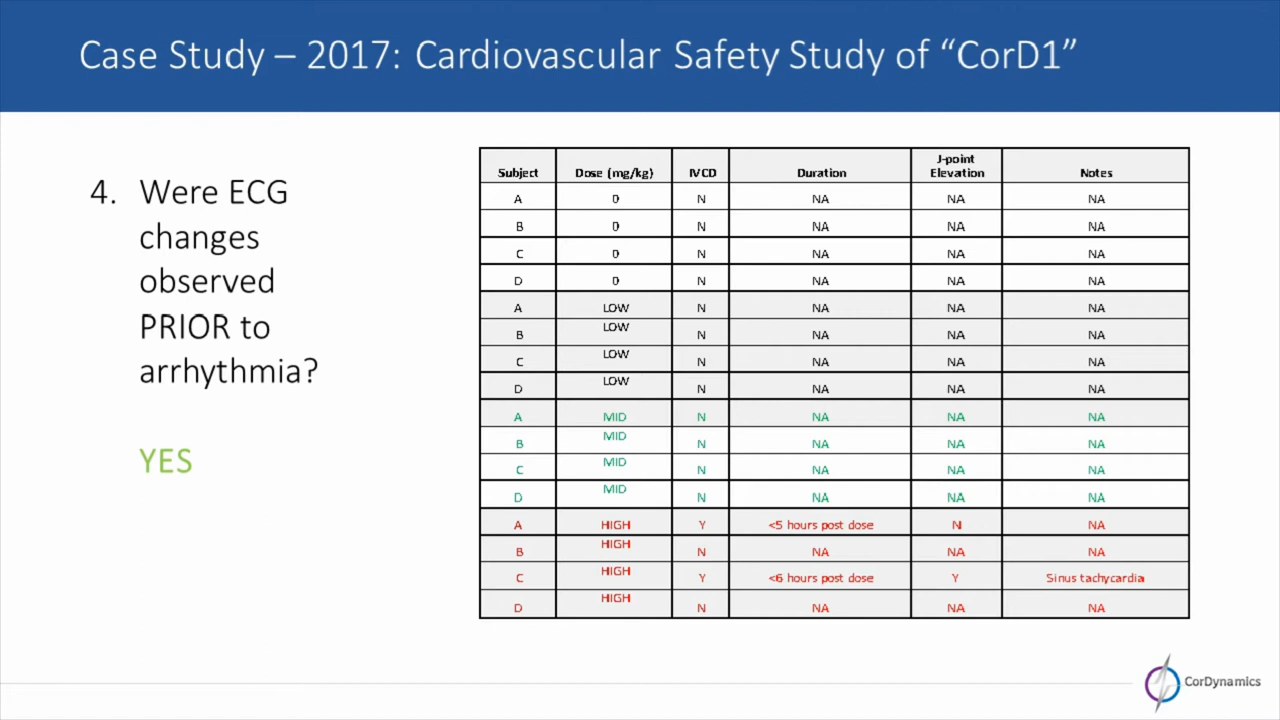 Case Study – 2017: Cardiovascular Safety Study of “CorD1”
4. Were ECG
changes
observed
PRIOR to
arrhythmia?
YES
Subject Dose (mg/kg) IVCD Duration J-point Elevation Notes
A 0 N NA NA NA
B 0 N NA NA NA
C 0 N NA NA NA
D 0 N NA NA NA
A LOW N NA NA NA
B LOW N NA NA NA
C LOW N NA NA NA
D LOW N NA NA NA
A MID N NA NA NA
B MID N NA NA NA
C MID N NA NA NA
D MID N NA NA NA
A HIGH Y <5 hours post dose N NA
B HIGH N NA NA NA
C HIGH Y <6 hours post dose Y Sinus tachycardia
D HIGH N NA NA NA
CorDynamics